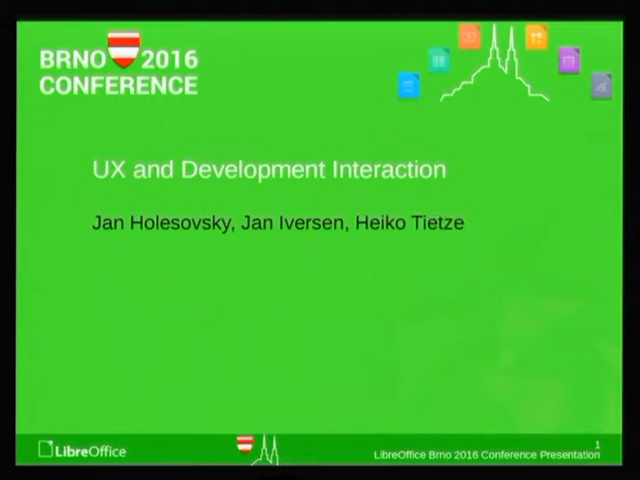 BRNO 2016
CONFERENCE
UX and Development Interaction
Jan Holesovsky, Jan Iversen, Heiko Tietze
LibreOffice
1
LibreOffice Brno 2016 Conference Presentation